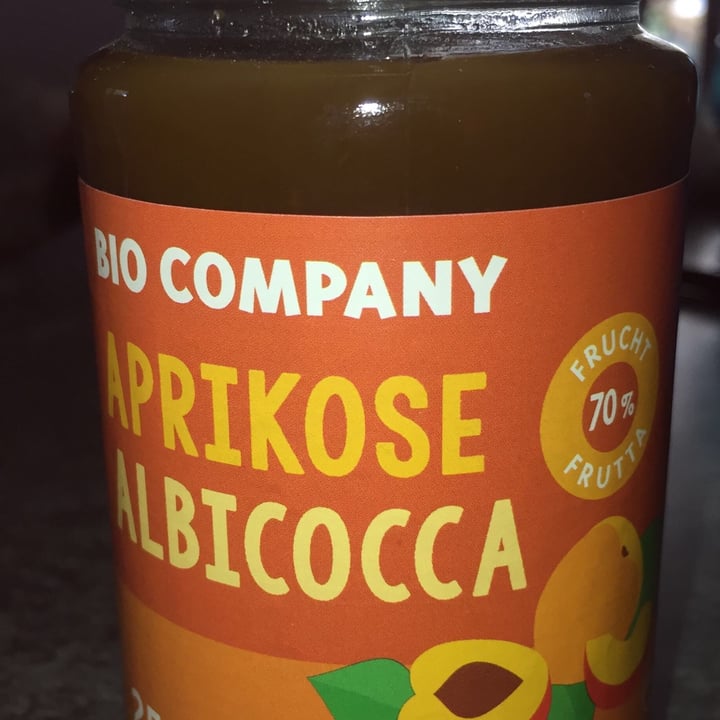 BIO COMPANY
APRIKOSE
ALBICOCCA
FRUCHT
70%
FRUTTA